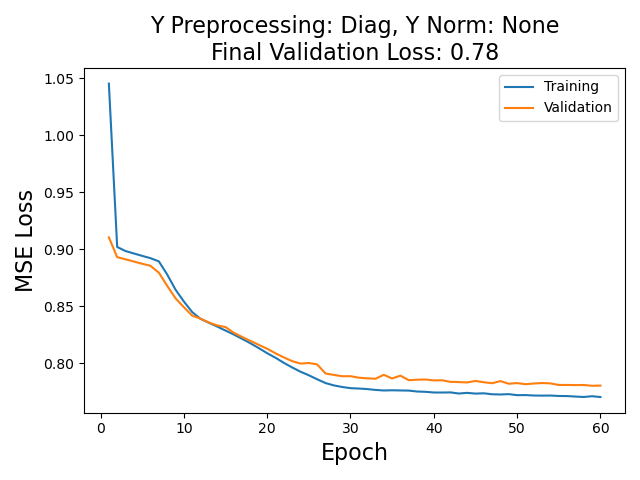 Y Preprocessing: Diag, Y Norm: None
Final Validation Loss: 0.78
Training
Validation
MSE Loss
1.05
1.00
0.95
0.90
0.85
0.80
0
10
20
30
40
50
60
Epoch